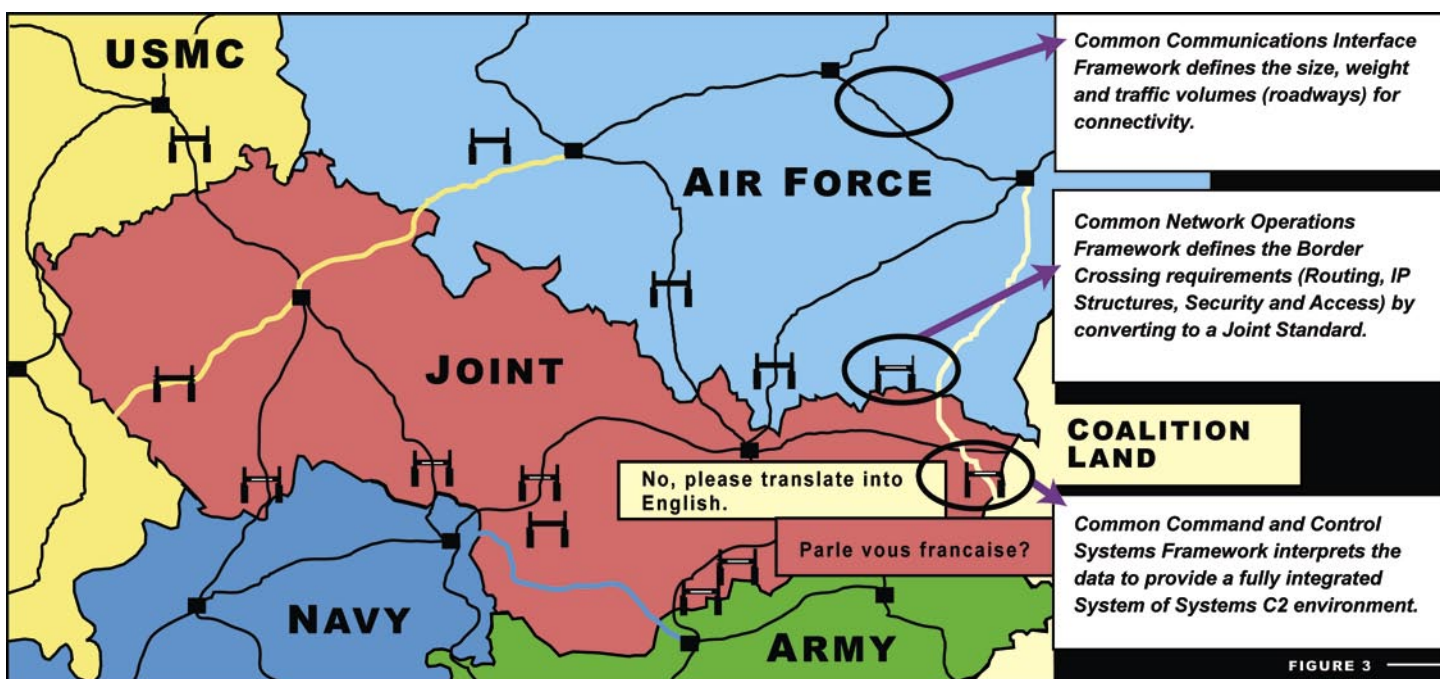 USMC
AIR FORCE
JOINT
NAVY
ARMY
No, please translate into
English.
Parle vous francaise?
Common Communications Interface
Framework defines the size, weight
and traffic volumes (roadways) for
connectivity.
Common Network Operations
Framework defines the Border
Crossing requirements (Routing, IP
Structures, Security and Access) by
converting to a Joint Standard.
COALITION
LAND
Common Command and Control
Systems Framework interprets the
data to provide a fully integrated
System of Systems C2 environment.
FIGURE 3